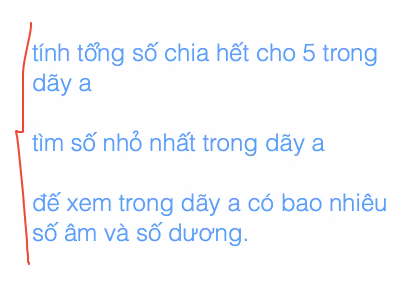 tính tổng số chia hết cho 5 trong
dãy a
tìm số nhỏ nhất trong dãy a
đế xem trong dãy a có bao nhiêu
số âm và số dương.